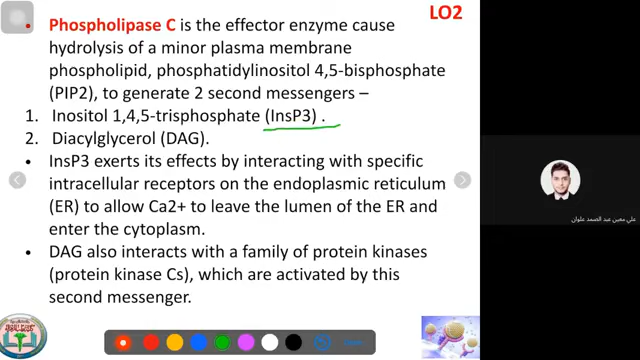 LO2
Phospholipase C is the effector enzyme cause
hydrolysis of a minor plasma membrane
phospholipid, phosphatidylinositol 4,5-bisphosphate
(PIP2), to generate 2 second messengers –
1. Inositol 1,4,5-trisphosphate (InsP3) .
2. Diacylglycerol (DAG).
• InsP3 exerts its effects by interacting with specific
intracellular receptors on the endoplasmic reticulum
(ER) to allow Ca2+ to leave the lumen of the ER and
enter the cytoplasm.
• DAG also interacts with a family of protein kinases
(protein kinase Cs), which are activated by this
second messenger.
علي معين عبد الصمد علوان